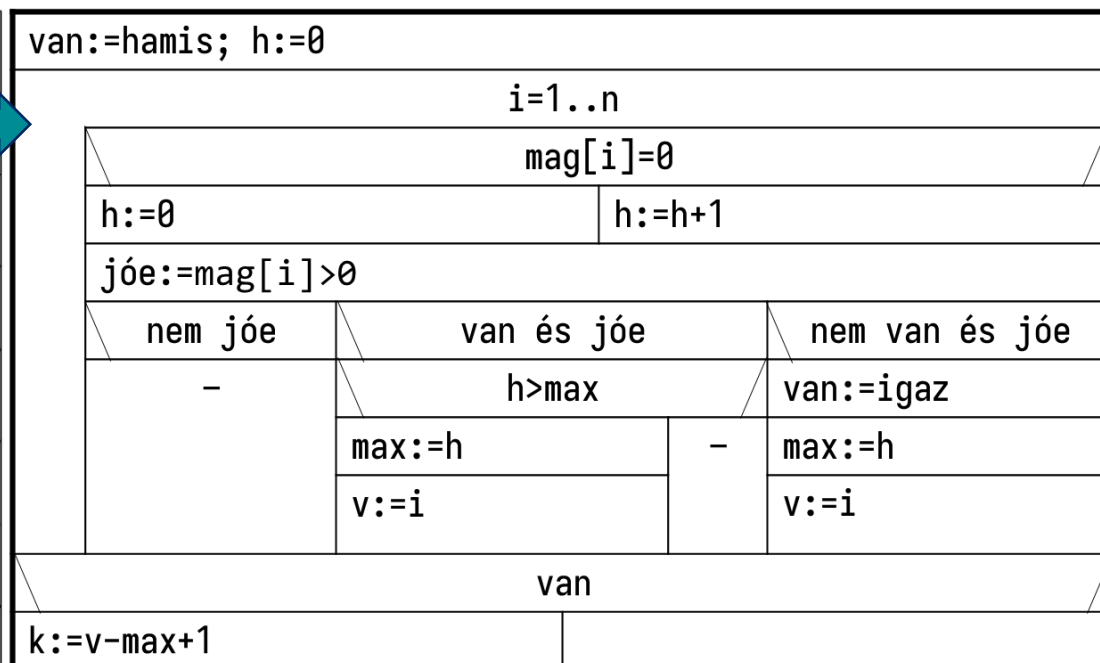 van:=hamis; h:=0
i=1..n
mag[i]=0
h:=0 h:=h+1
jóe:=mag[i]>0
nem jóe van és jóe nem van és jóe
- h>max van:=igaz
max:=h - max:=h
v:=i v:=i
van
k:=v-max+1